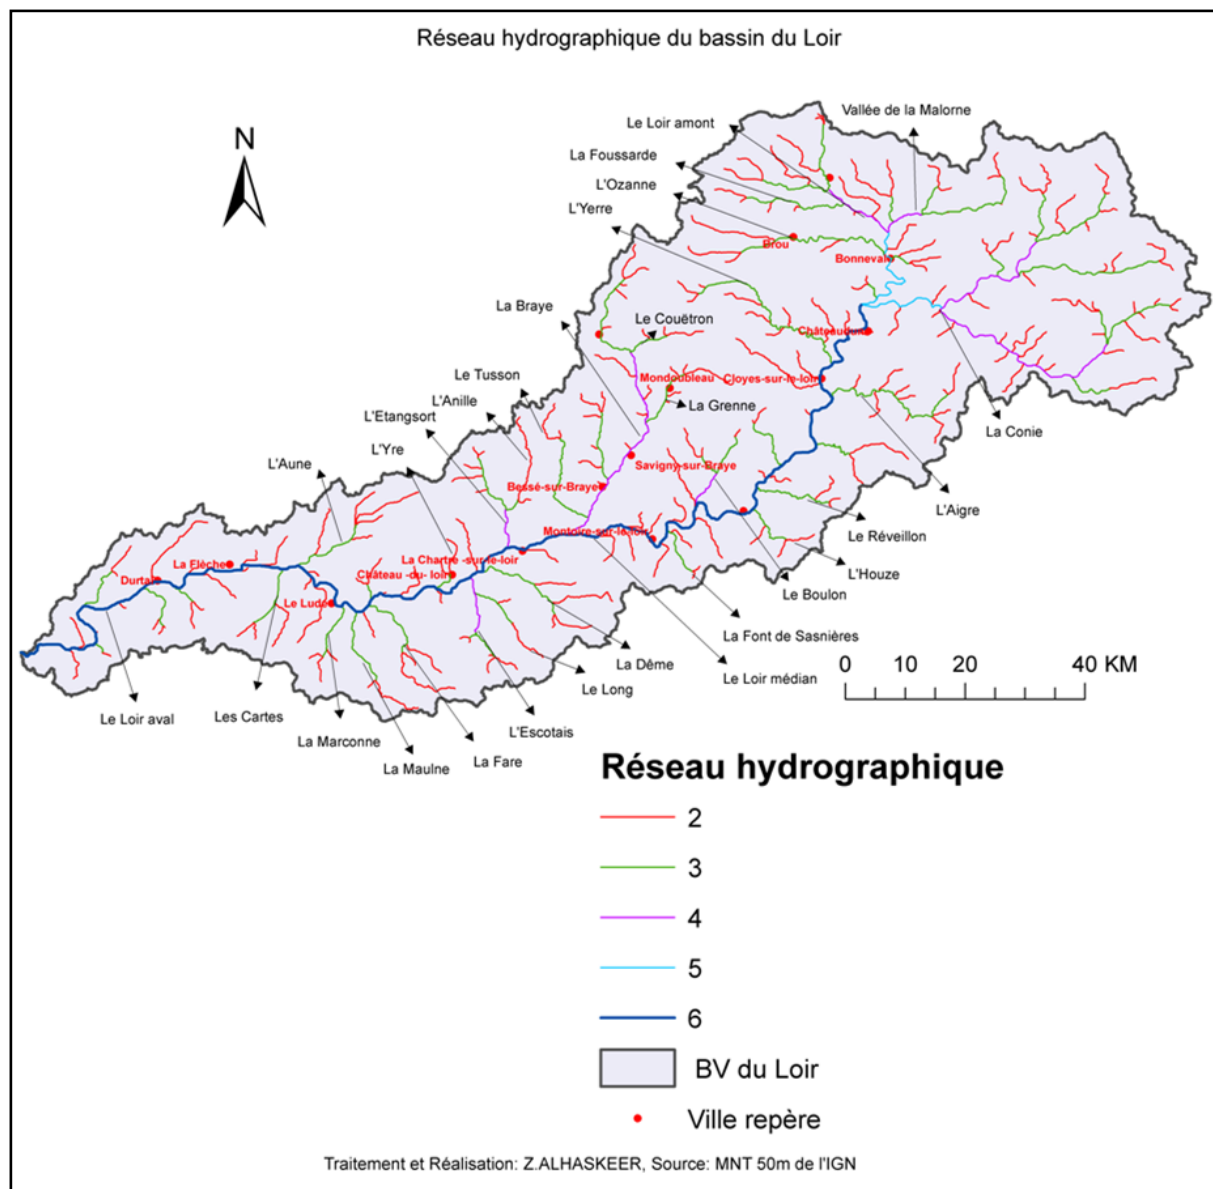 Réseau hydrographique du bassin du Loir
N
Vallée de la Malorne
Le Loir amont
La Foussarde
L'Ozanne
L'Yerre
Brou
Bonneval
La Braye
Le Couëtron
Châteaudun
Le Tusson
Mondoubleau
Cloyes-sur-le-loir
L'Anille
La Grenne
L'Etangsort
La Conie
L'Yre
L'Aune
Savigny-sur-Braye
Bessé-sur-Braye
L'Aigre
Montoire-sur-le-loir
Le Réveillon
La Chartre -sur-le-loir
La Flèche
Château -du- loir
Durtal
L'Houze
Le Lude
Le Boulon
La Font de Sasnières
La Dême
Le Long
Le Loir médian
0 10 20 40 KM
Le Loir aval
Les Cartes
La Marconne
L'Escotais
La Fare
La Maulne
Réseau hydrographique
2
3
4
5
6
BV du Loir
Ville repère
Traitement et Réalisation: Z.ALHASKEER, Source: MNT 50m de l'IGN